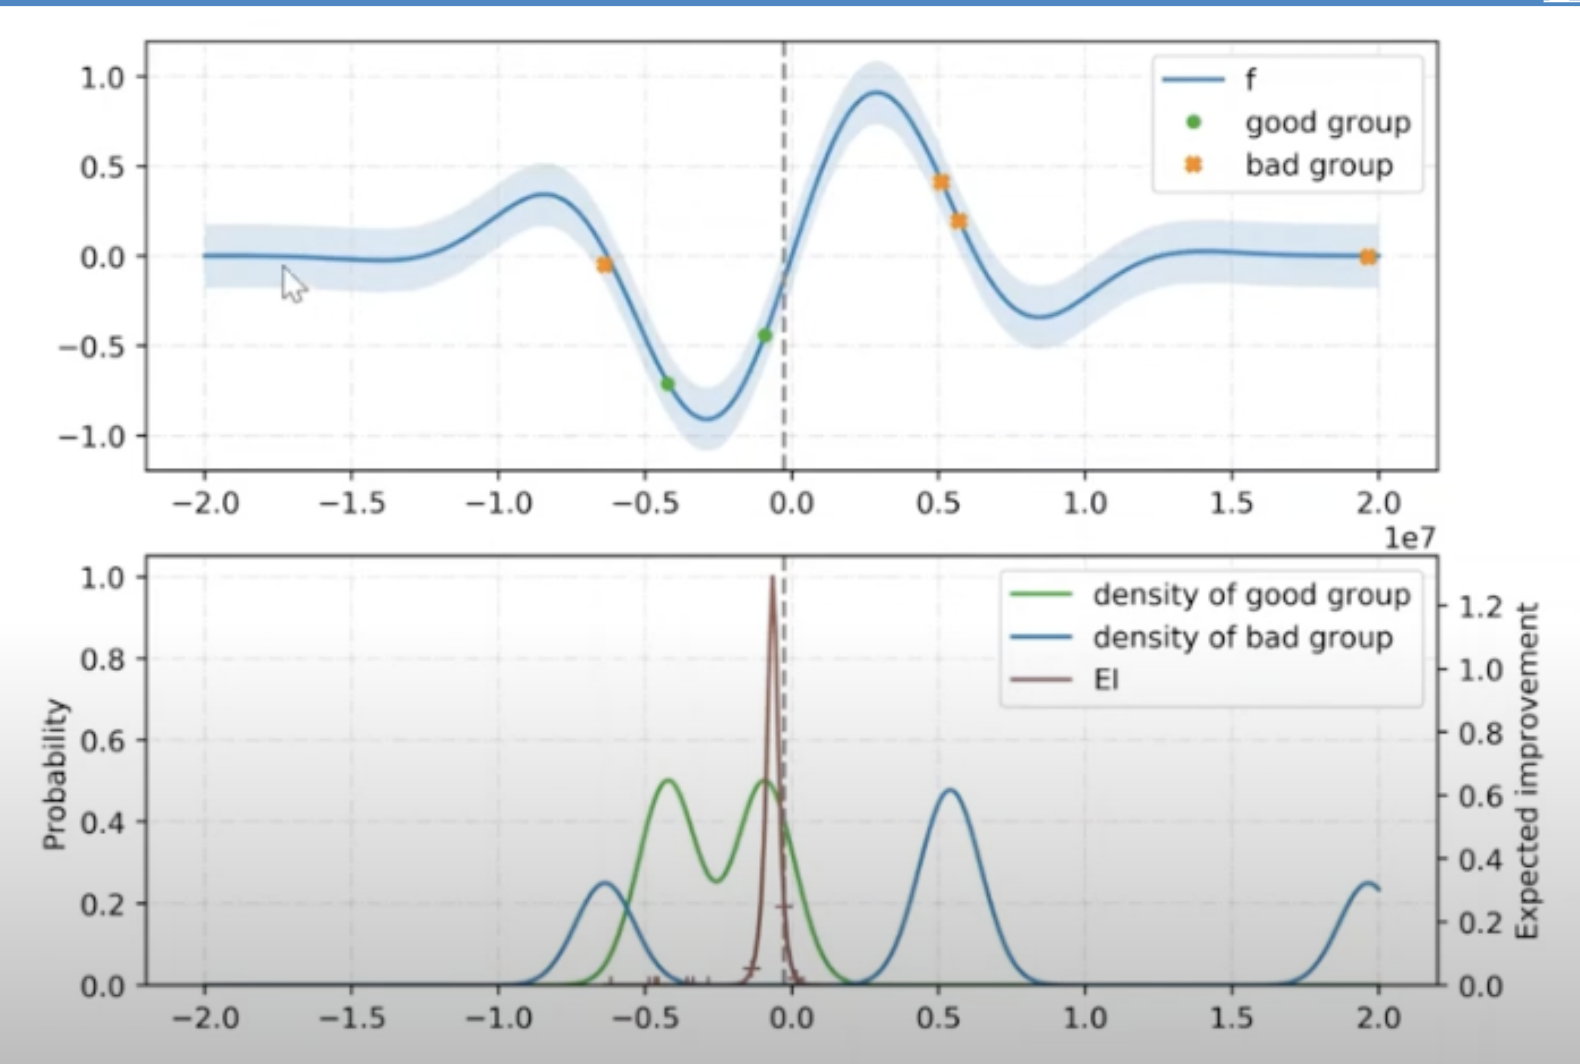 1.0
0.5
0.0
−0.5
−1.0
f
good group
bad group
−2.0 −1.5 −1.0 −0.5 0.0 0.5 1.0 1.5 2.0
1e7
1.0
0.8
0.6
0.4
0.2
0.0
Probability
density of good group
density of bad group
EI
1.2
1.0
0.8
0.6
0.4
0.2
0.0
Expected improvement
−2.0 −1.5 −1.0 −0.5 0.0 0.5 1.0 1.5 2.0